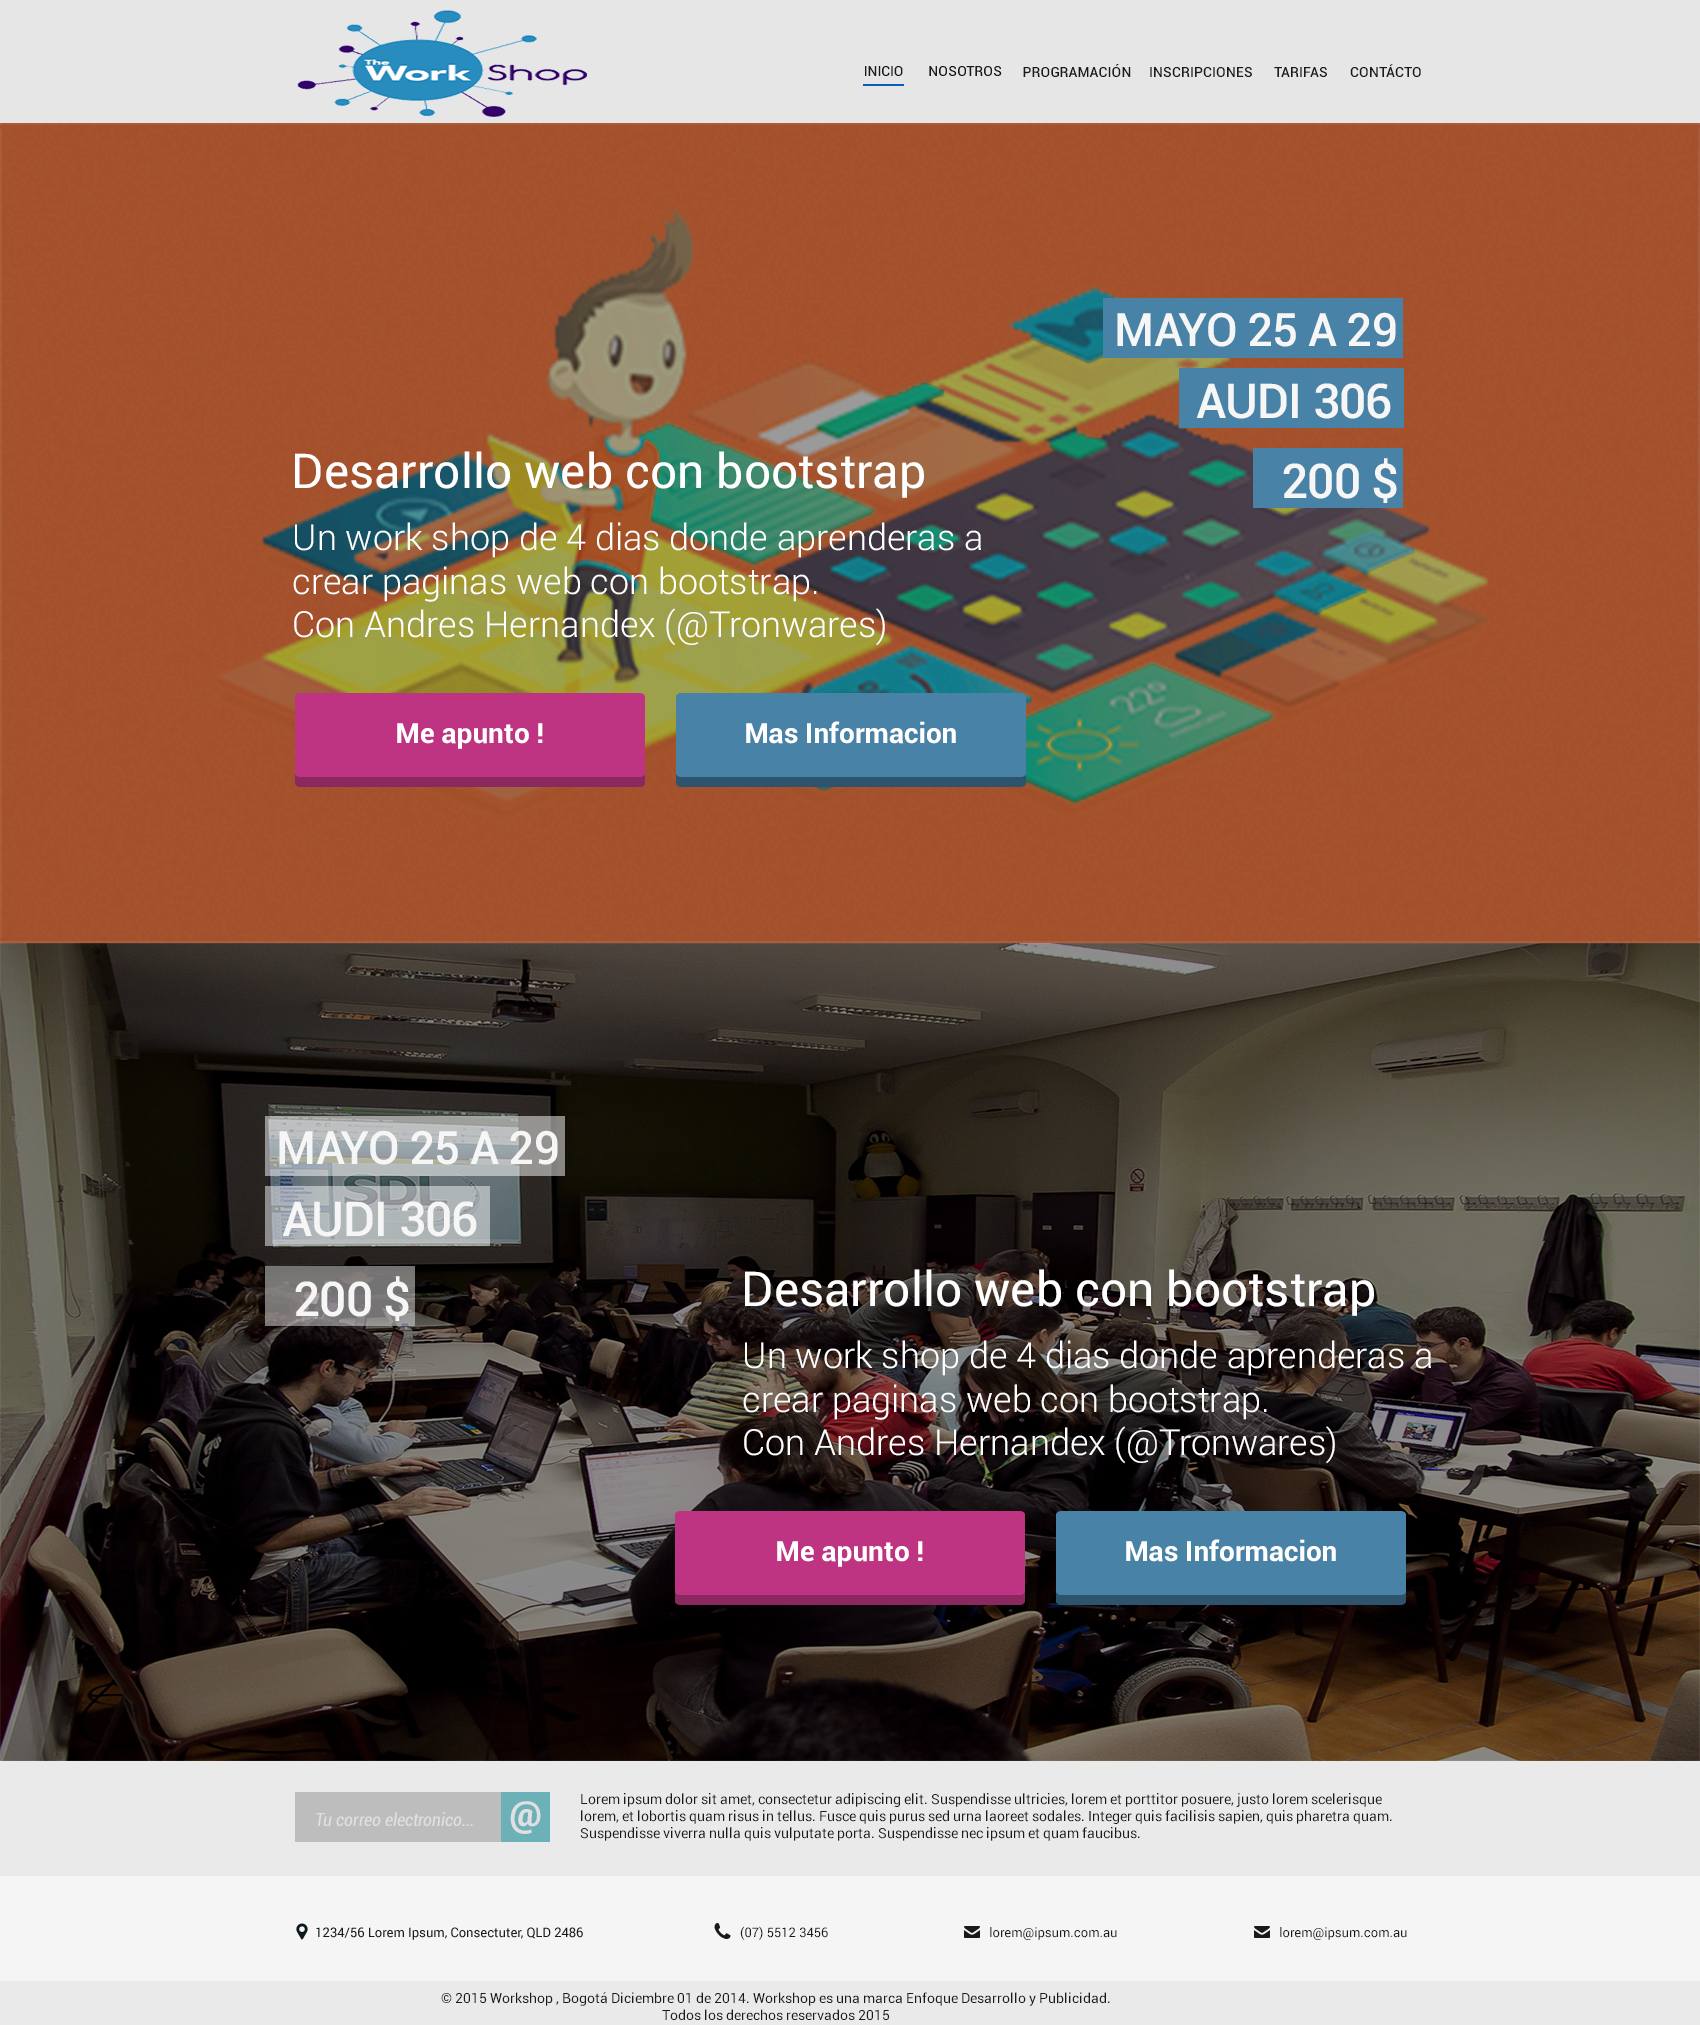 The
Work Shop
INICIO NOSOTROS PROGRAMACIÓN INSCRIPCIONES TARIFAS CONTÁCTO
MAYO 25 A 29
AUDI 306
200 $
Desarrollo web con bootstrap
Un work shop de 4 dias donde aprenderas a
crear paginas web con bootstrap.
Con Andres Hernandex (@Tronwares)
22°
Me apunto !
Mas Informacion
MAYO 25 A 29
SDL
AUDI 306
200 $
Desarrollo web con bootstrap
Un work shop de 4 dias donde aprenderas a
crear paginas web con bootstrap.
Con Andres Hernandex (@Tronwares)
Me apunto !
Mas Informacion
Tu correo electronico... @
Lorem ipsum dolor sit amet, consectetur adipiscing elit. Suspendisse ultricies, lorem et porttitor posuere, justo lorem scelerisque
lorem, et lobortis quam risus in tellus. Fusce quis purus sed urna laoreet sodales. Integer quis facilisis sapien, quis pharetra quam.
Suspendisse viverra nulla quis vulputate porta. Suspendisse nec ipsum et quam faucibus.
1234/56 Lorem Ipsum, Consectuter, QLD 2486
(07) 5512 3456
lorem@ipsum.com.au
lorem@ipsum.com.au
© 2015 Workshop , Bogotá Diciembre 01 de 2014. Workshop es una marca Enfoque Desarrollo y Publicidad.
Todos los derechos reservados 2015